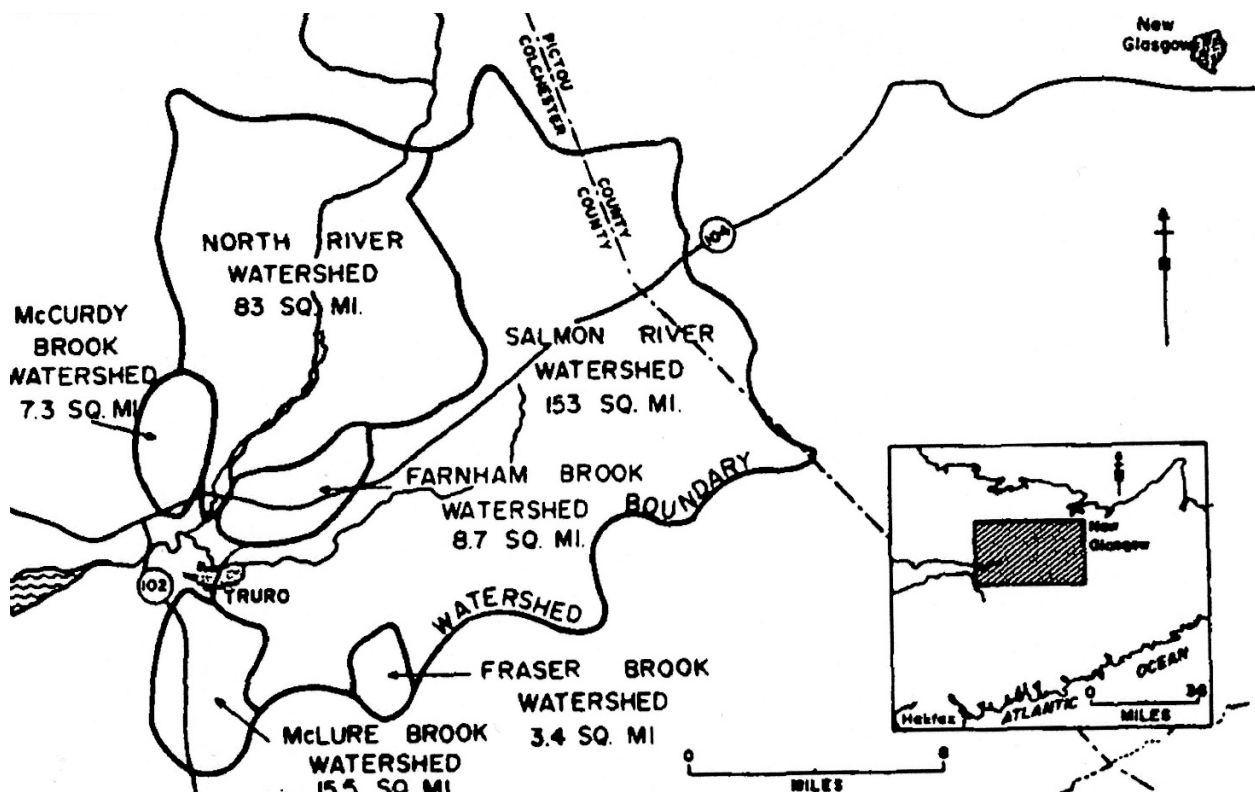 New
Glasgow
PICTOU
COLCHESTER
COUNTY
COUNTY
104
NORTH RIVER
WATERSHED
83 SQ. MI.
McCURDY
BROOK
WATERSHED
7.3 SQ. MI.
SALMON RIVER
WATERSHED
153 SQ. MI.
FARNHAM BROOK
WATERSHED
8.7 SQ. MI.
WATERSHED BOUNDARY
102
TRURO
FRASER BROOK
WATERSHED
3.4 SQ. MI
McLURE BROOK
WATERSHED
15.5 SQ. MI.
0 8
MILES
N
New
Glasgow
OCEAN
ATLANTIC
Halifax
0 36
MILES